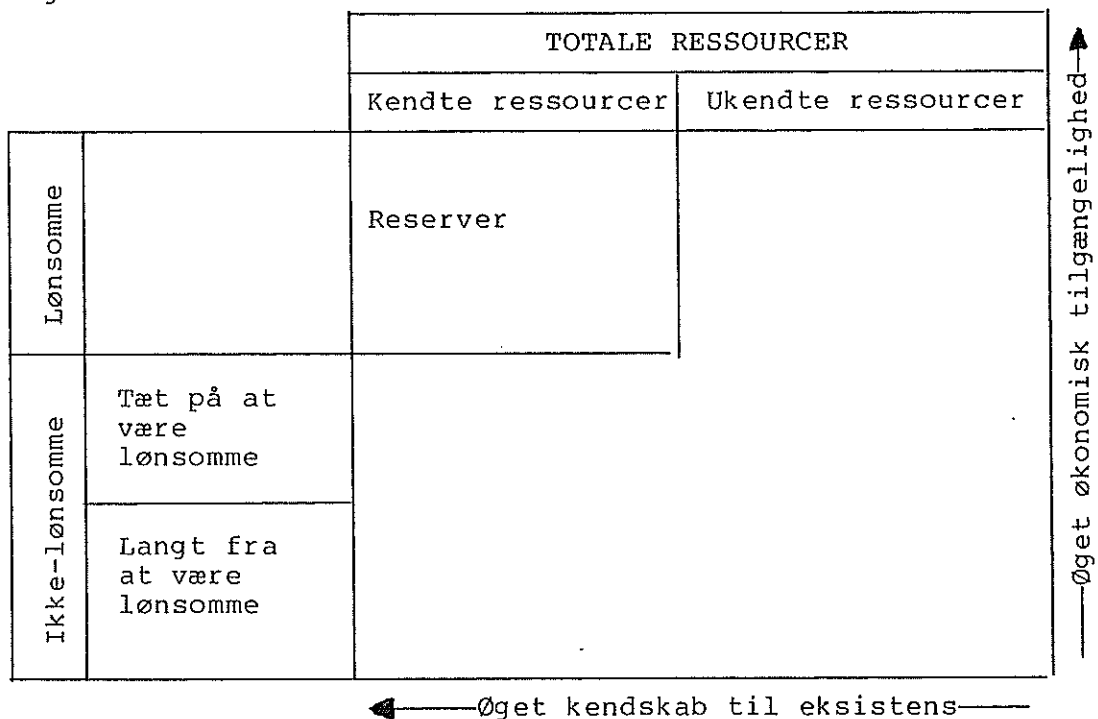 TOTALE RESSOURCER
Kendte ressourcer
Ukendte ressourcer
Lønsomme
Reserver
Ikke-lønsomme
Tæt på at
være
lønsomme
Langt fra
at være
lønsomme
Øget økonomisk tilgængelighed
Øget kendskab til eksistens